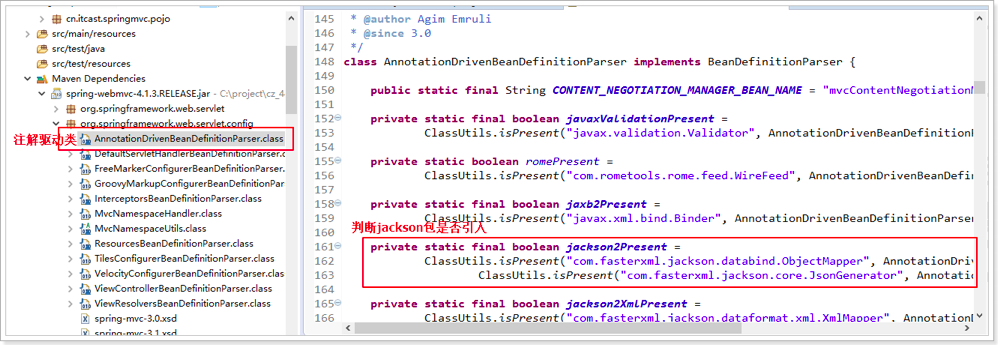 cn.itcast.springmvc.pojo
src/main/resources
src/test/java
src/test/resources
Maven Dependencies
spring-webmvc-4.1.3.RELEASE.jar - C:\project\cz_4
org.springframework.web.servlet
org.springframework.web.servlet.config
注解驱动类
AnnotationDrivenBeanDefinitionParser.class
DefaultServletHandlerBeanDefinitionParser.c
FreeMarkerConfigurerBeanDefinitionParser.
GroovyMarkupConfigurerBeanDefinitionPar
InterceptorsBeanDefinitionParser.class
MvcNamespaceHandler.class
MvcNamespaceUtils.class
ResourcesBeanDefinitionParser.class
TilesConfigurerBeanDefinitionParser.class
VelocityConfigurerBeanDefinitionParser.cla
ViewControllerBeanDefinitionParser.class
ViewResolversBeanDefinitionParser.class
spring-mvc-3.0.xsd
spring-mvc-3.1.xsd
145 * @author Agim Emruli
146 * @since 3.0
147 */
148 class AnnotationDrivenBeanDefinitionParser implements BeanDefinitionParser {
149
150 public static final String CONTENT_NEGOTIATION_MANAGER_BEAN_NAME = "mvcContentNegotiationM
151
152 private static final boolean javaxValidationPresent =
153 ClassUtils.isPresent("javax.validation.Validator", AnnotationDrivenBeanDefinitionP
154
155 private static boolean romePresent =
156 ClassUtils.isPresent("com.rometools.rome.feed.WireFeed", AnnotationDrivenBeanDefin
157
158 private static final boolean jaxb2Present =
159 ClassUtils.isPresent("javax.xml.bind.Binder", AnnotationDrivenBeanDefinitionParser
160
判断jackson包是否引入
161 private static final boolean jackson2Present =
162 ClassUtils.isPresent("com.fasterxml.jackson.databind.ObjectMapper", AnnotationDriv
163 ClassUtils.isPresent("com.fasterxml.jackson.core.JsonGenerator", Annotatio
164
165 private static final boolean jackson2XmlPresent =
166 ClassUtils.isPresent("com.fasterxml.jackson.dataformat.xml.XmlMapper", AnnotationD